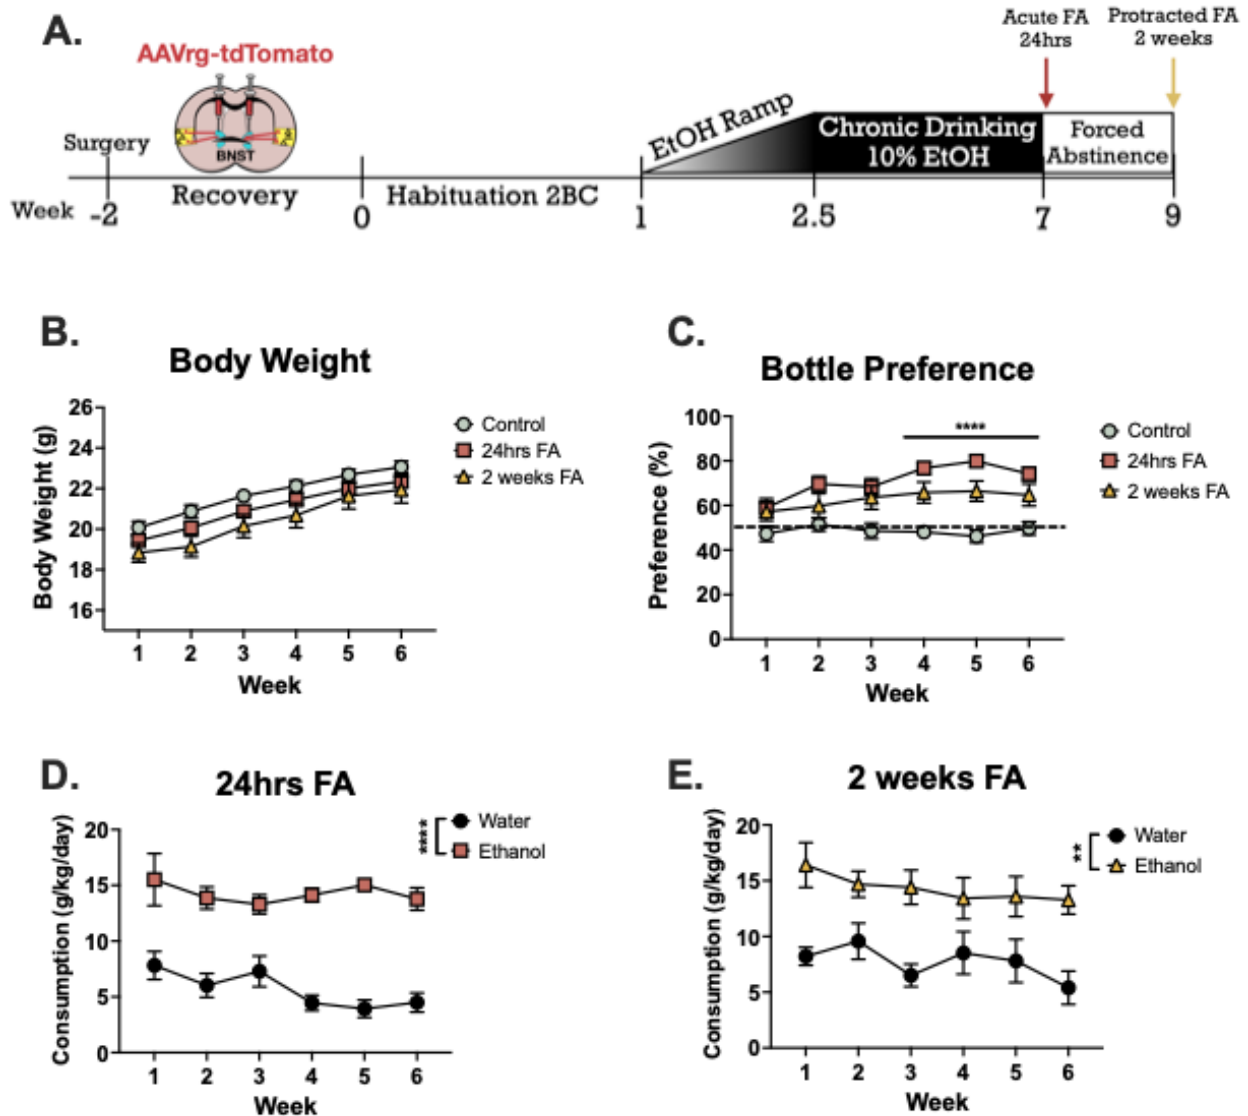 A.
AAVrg-tdTomato
BNST
Surgery
Recovery
Habituation 2BC
EtOH Ramp
Chronic Drinking
10% EtOH
Forced
Abstinence
Acute FA
24hrs
Protracted FA
2 weeks
Week -2 0 1 2.5 7 9
B.
Body Weight
Body Weight (g)
26
24
22
20
18
16
1 2 3 4 5 6
Week
Control
24hrs FA
2 weeks FA
C.
Bottle Preference
Preference (%)
100
80
60
40
20
0
****
1 2 3 4 5 6
Week
Control
24hrs FA
2 weeks FA
D.
24hrs FA
Consumption (g/kg/day)
20
15
10
5
0
1 2 3 4 5 6
Week
****
Water
Ethanol
E.
2 weeks FA
Consumption (g/kg/day)
20
15
10
5
0
1 2 3 4 5 6
Week
**
Water
Ethanol